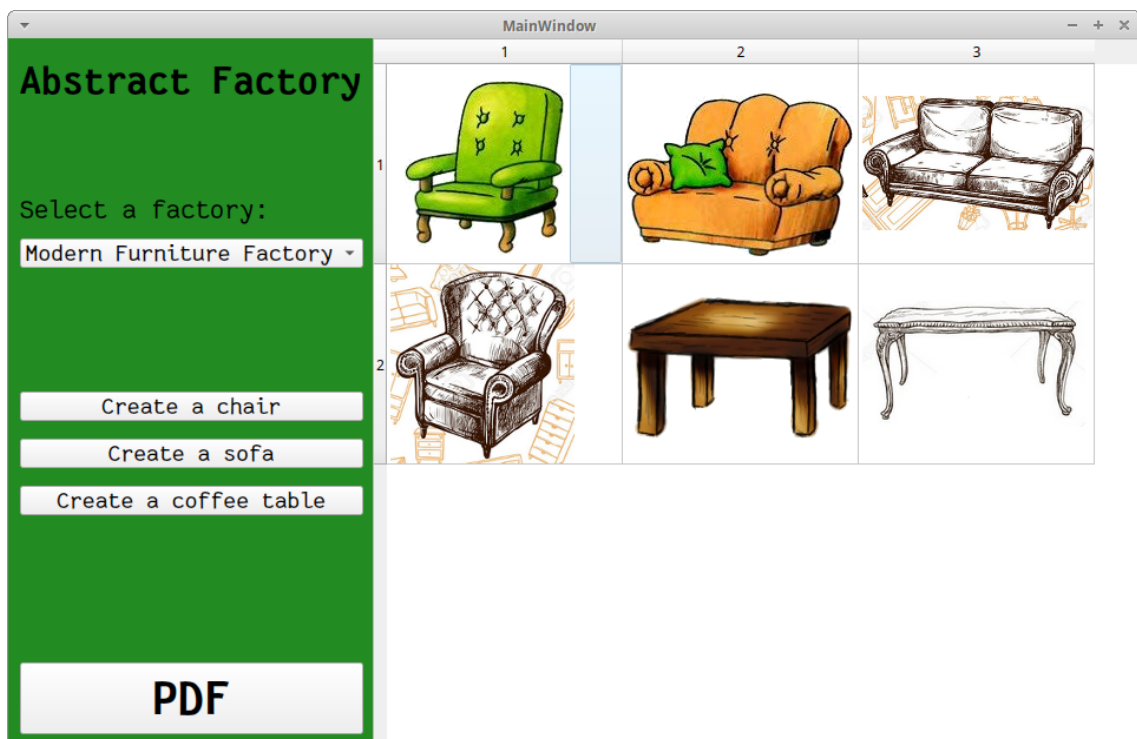 MainWindow
Abstract Factory
Select a factory:
Modern Furniture Factory
Create a chair
Create a sofa
Create a coffee table
PDF
1 2 3
1
2